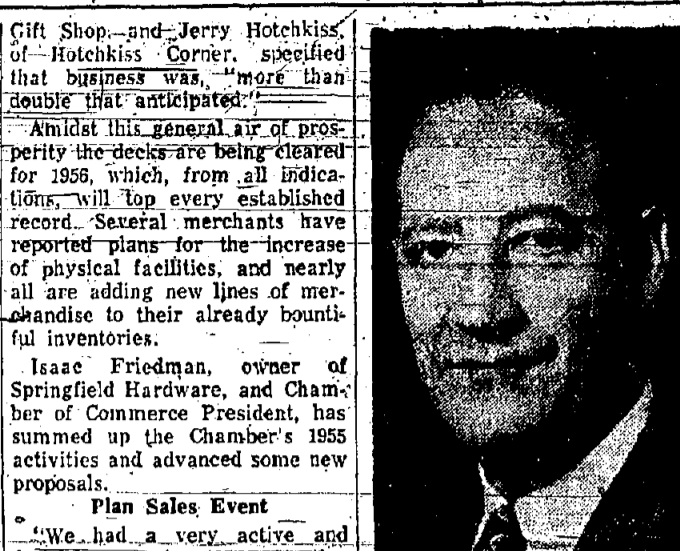 Gift Shop, and Jerry Hotchkiss,
of Hotchkiss Corner, specified
that business was, "more than
double that anticipated."
Amidst this general air of pros-
perity the decks are being cleared
for 1956, which, from all indica-
tions, will top every established
record. Several merchants have
reported plans for the increase
of physical facilities, and nearly
all are adding new lines of mer-
chandise to their already bounti-
ful inventories.
Isaac Friedman, owner of
Springfield Hardware, and Cham-
ber of Commerce President, has
summed up the Chamber's 1955
activities and advanced some new
proposals.
Plan Sales Event
"We had a very active and